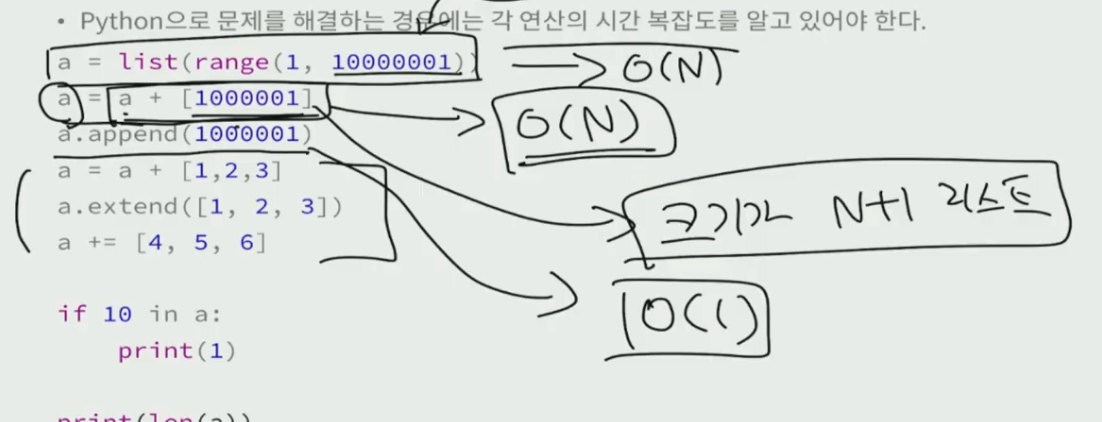 • Python으로 문제를 해결하는 경우에는 각 연산의 시간 복잡도를 알고 있어야 한다.
a = list(range(1, 10000001)) O(N)
a = a + [1000001] O(N)
a.append(1000001)
a = a + [1,2,3]
a.extend([1, 2, 3]) 크기가 N+1 리스트
a += [4, 5, 6]
O(1)
if 10 in a:
print(1)
print(len(a))